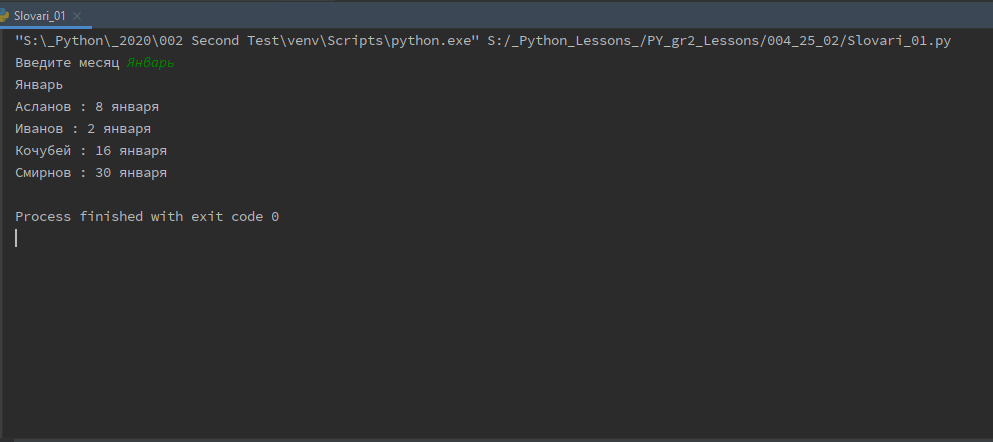 Slovari_01
"S:\_Python\_2020\002 Second Test\venv\Scripts\python.exe" S:/_Python_Lessons_/PY_gr2_Lessons/004_25_02/Slovari_01.py
Введите месяц Январь
Январь
Асланов : 8 января
Иванов : 2 января
Кочубей : 16 января
Смирнов : 30 января
Process finished with exit code 0